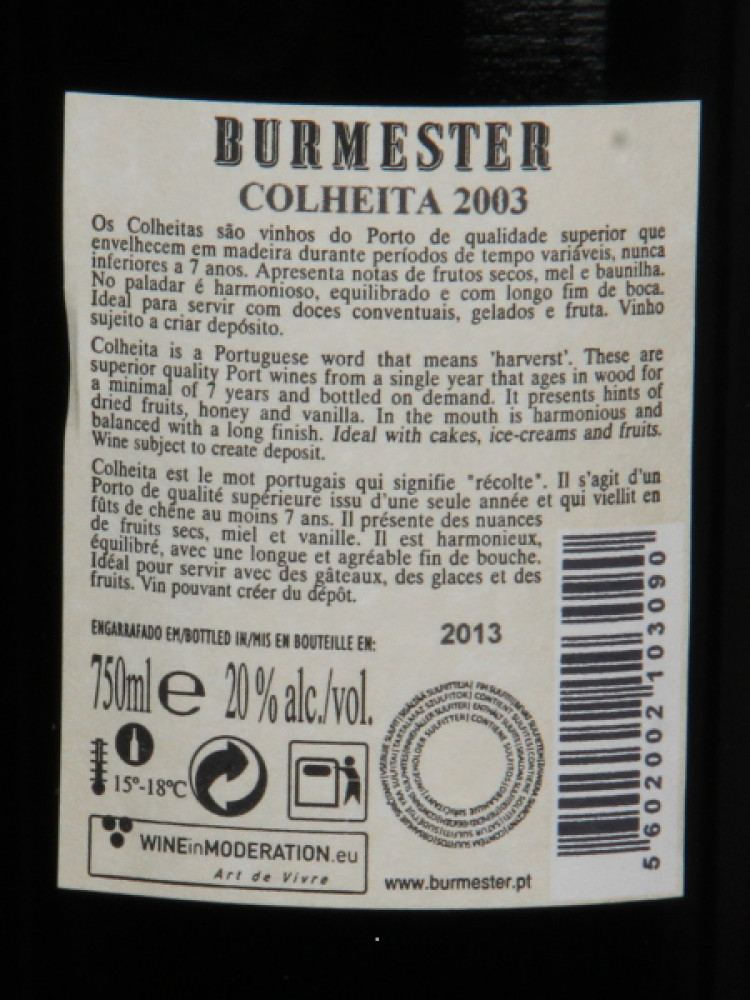 BURMESTER
COLHEITA 2003
Os Colheitas são vinhos do Porto de qualidade superior que
envelhecem em madeira durante períodos de tempo variáveis, nunca
inferiores a 7 anos. Apresenta notas de frutos secos, mel e baunilha.
No paladar é harmonioso, equilibrado e com longo fim de boca.
Ideal para servir com doces conventuais, gelados e fruta. Vinho
sujeito a criar depósito.
Colheita is a Portuguese word that means 'harverst'. These are
superior quality Port wines from a single year that ages in wood for
a minimal of 7 years and bottled on demand. It presents hints of
dried fruits, honey and vanilla. In the mouth is harmonious and
balanced with a long finish. Ideal with cakes, ice-creams and fruits.
Wine subject to create deposit.
Colheita est le mot portugais qui signifie "récolte". Il s'agit d'un
Porto de qualité supérieure issu d'une seule année et qui viellit en
fûts de chêne au moins 7 ans. Il présente des nuances
de fruits secs, miel et vanille. Il est harmonieux,
équilibré, avec une longue et agréable fin de bouche.
Idéal pour servir avec des gâteaux, des glaces et des
fruits. Vin pouvant créer du dépôt.
ENGARRAFADO EM/BOTTLED IN/MIS EN BOUTEILLE EN:
2013
750ml e 20% alc./vol.
15°-18°C
WINEinMODERATION.eu
Art de Vivre
www.burmester.pt
5602002103090